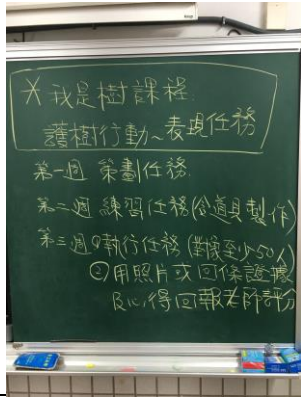 *我是樹課程
護樹行動~表現任務
第一週 策劃任務
第二週 練習任務(含道具製作)
第三週①執行任務(對像至少50人)
②用照片或回條證據
及心得回報老師評分